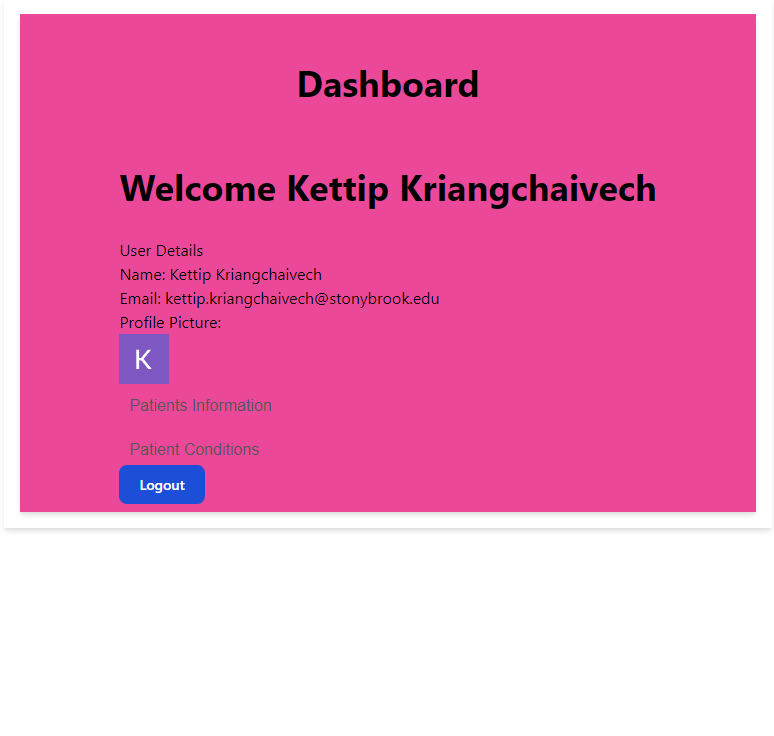 Dashboard
Welcome Kettip Kriangchaivech
User Details
Name: Kettip Kriangchaivech
Email: kettip.kriangchaivech@stonybrook.edu
Profile Picture:
K
Patients Information
Patient Conditions
Logout